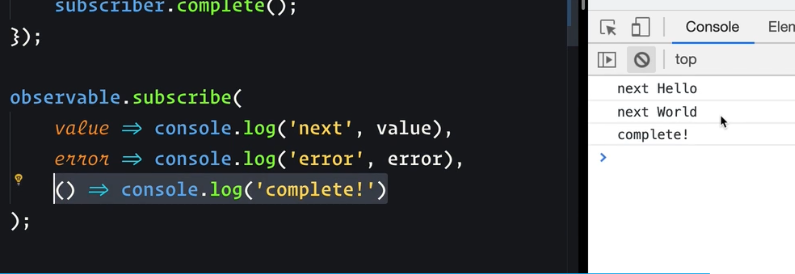 subscriber.complete();
});
observable.subscribe(
value => console.log('next', value),
error => console.log('error', error),
() => console.log('complete!')
);
Console
Elen
top
next Hello
next World
complete!